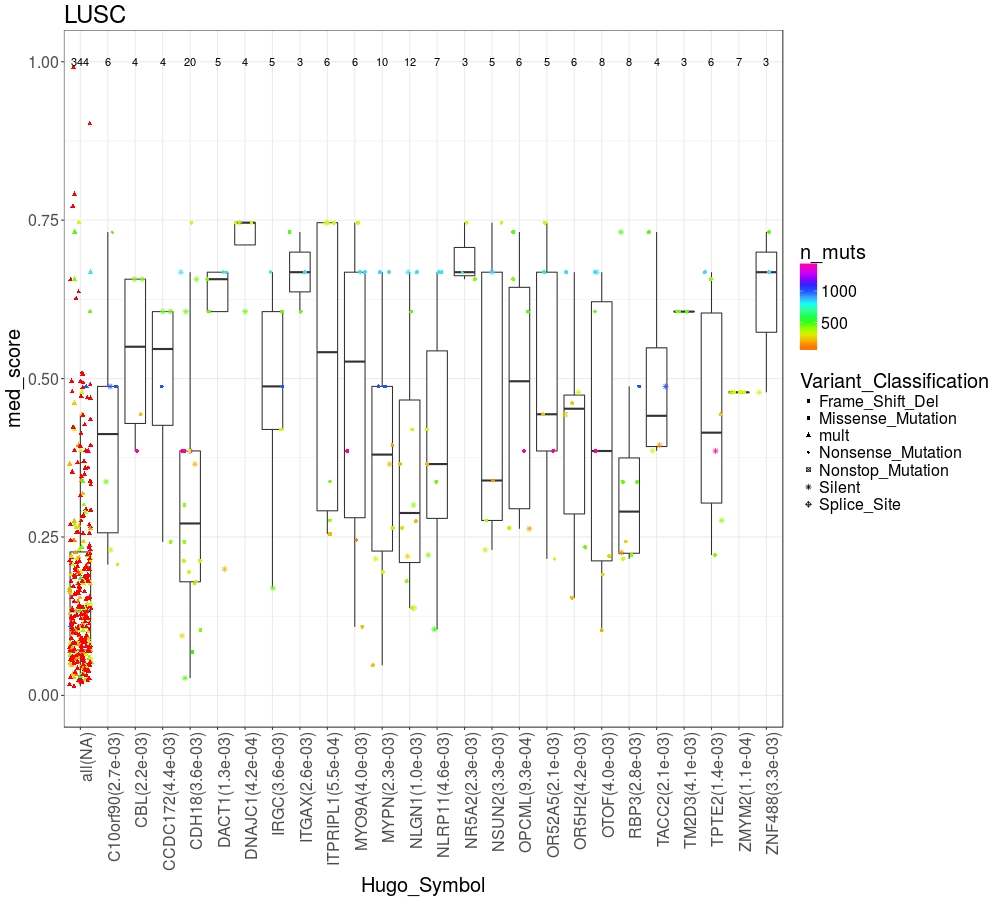 LUSC
344 6 4 4 20 5 4 5 3 6 6 10 12 7 3 5 6 5 6 8 8 4 3 6 7 3
1.00
0.75
0.50
0.25
0.00
med_score
all(NA)
C10orf90(2.7e-03)
CBL(2.2e-03)
CCDC172(4.4e-03)
CDH18(3.6e-03)
DACT1(1.3e-03)
DNAJC1(4.2e-04)
IRGC(3.6e-03)
ITGAX(2.6e-03)
ITPRIPL1(5.5e-04)
MYO9A(4.0e-03)
MYPN(2.3e-03)
NLGN1(1.0e-03)
NLRP11(4.6e-03)
NR5A2(2.3e-03)
NSUN2(3.3e-03)
OPCML(9.3e-04)
OR52A5(2.1e-03)
OR5H2(4.2e-03)
OTOF(4.0e-03)
RBP3(2.8e-03)
TACC2(2.1e-03)
TM2D3(4.1e-03)
TPTE2(1.4e-03)
ZMYM2(1.1e-04)
ZNF488(3.3e-03)
Hugo_Symbol
n_muts
1000
500
Variant_Classification
Frame_Shift_Del
Missense_Mutation
mult
Nonsense_Mutation
Nonstop_Mutation
Silent
Splice_Site